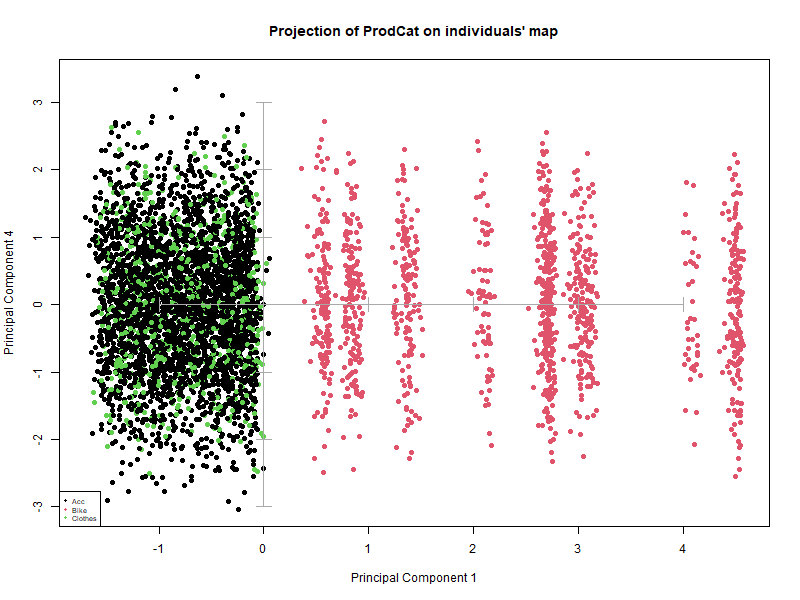 Projection of ProdCat on individuals' map
Principal Component 4
3
2
1
0
-1
-2
-3
Acc
Bike
Clothes
-1
0
1
2
3
4
Principal Component 1